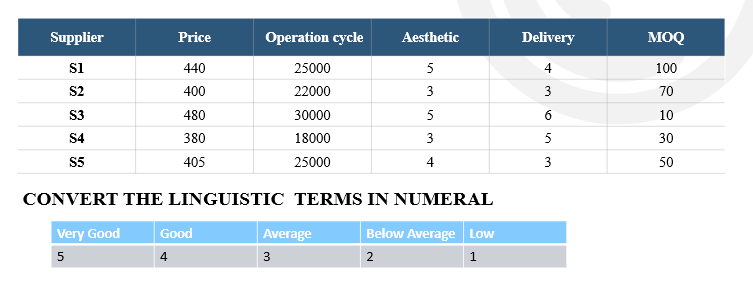 Supplier Price Operation cycle Aesthetic Delivery MOQ
S1 440 25000 5 4 100
S2 400 22000 3 3 70
S3 480 30000 5 6 10
S4 380 18000 3 5 30
S5 405 25000 4 3 50
CONVERT THE LINGUISTIC TERMS IN NUMERAL
Very Good Good Average Below Average Low
5 4 3 2 1